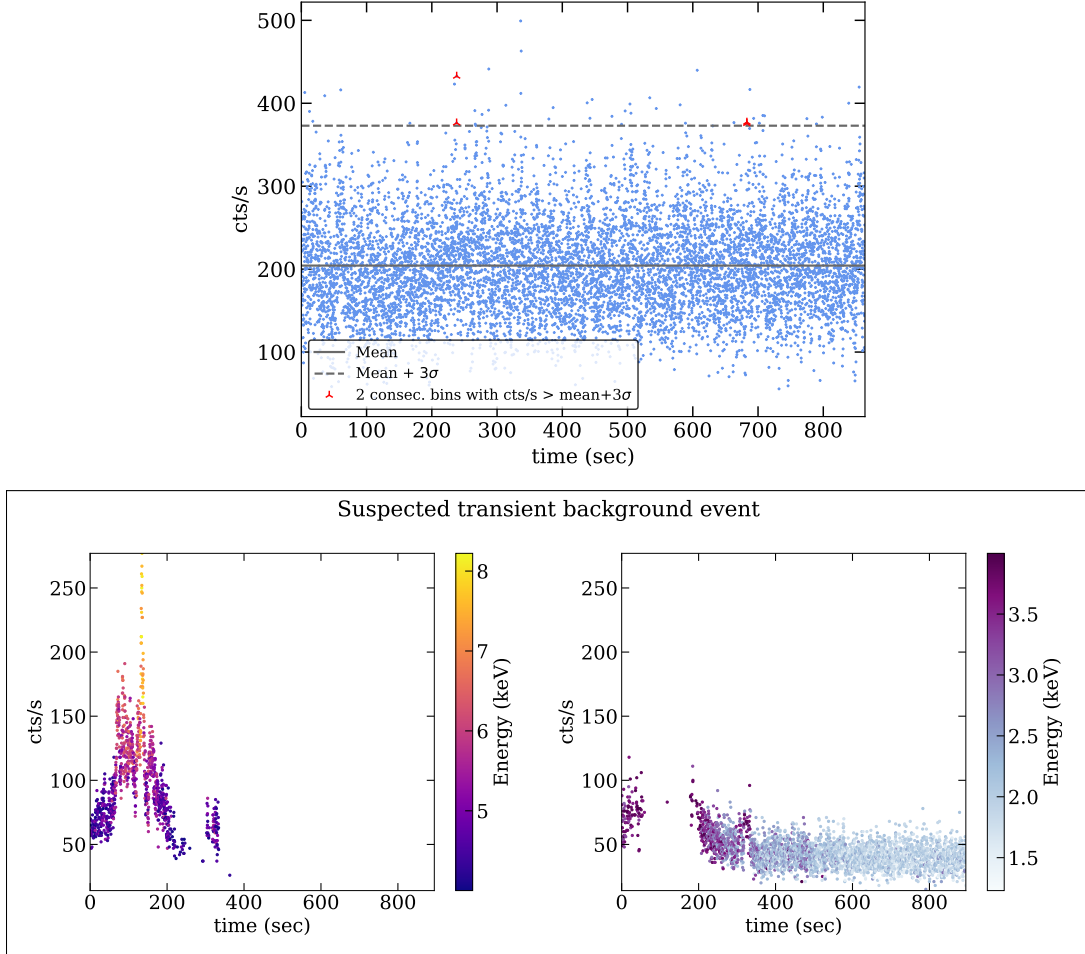 500
400
300
200
100
cts/s
Mean
Mean + 3σ
2 consec. bins with cts/s > mean+3σ
0 100 200 300 400 500 600 700 800
time (sec)
Suspected transient background event
250
200
150
100
50
cts/s
0 200 400 600 800
time (sec)
8
7
6
5
Energy (keV)
250
200
150
100
50
cts/s
0 200 400 600 800
time (sec)
3.5
3.0
2.5
2.0
1.5
Energy (keV)